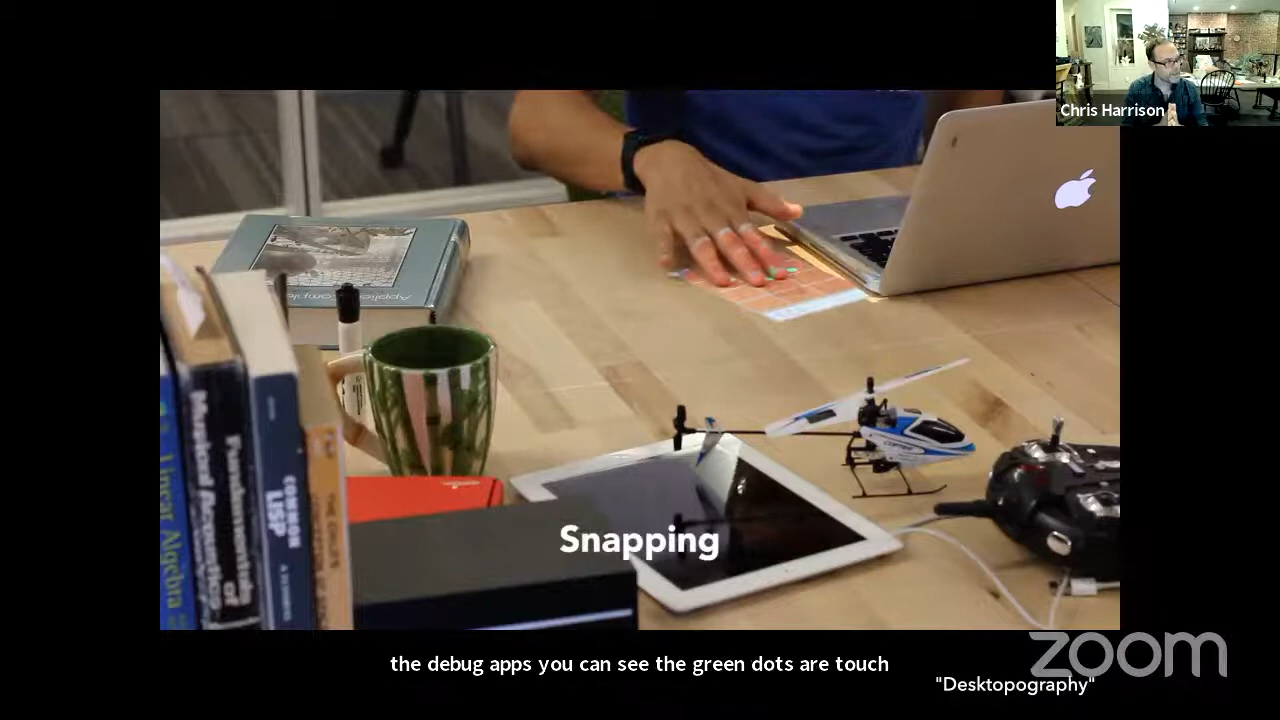 Chris Harrison
Linear Algebra
Musical Acoustics
Fundamentals of
COMMON LISP
Snapping
the debug apps you can see the green dots are touch
zoom
"Desktopography"